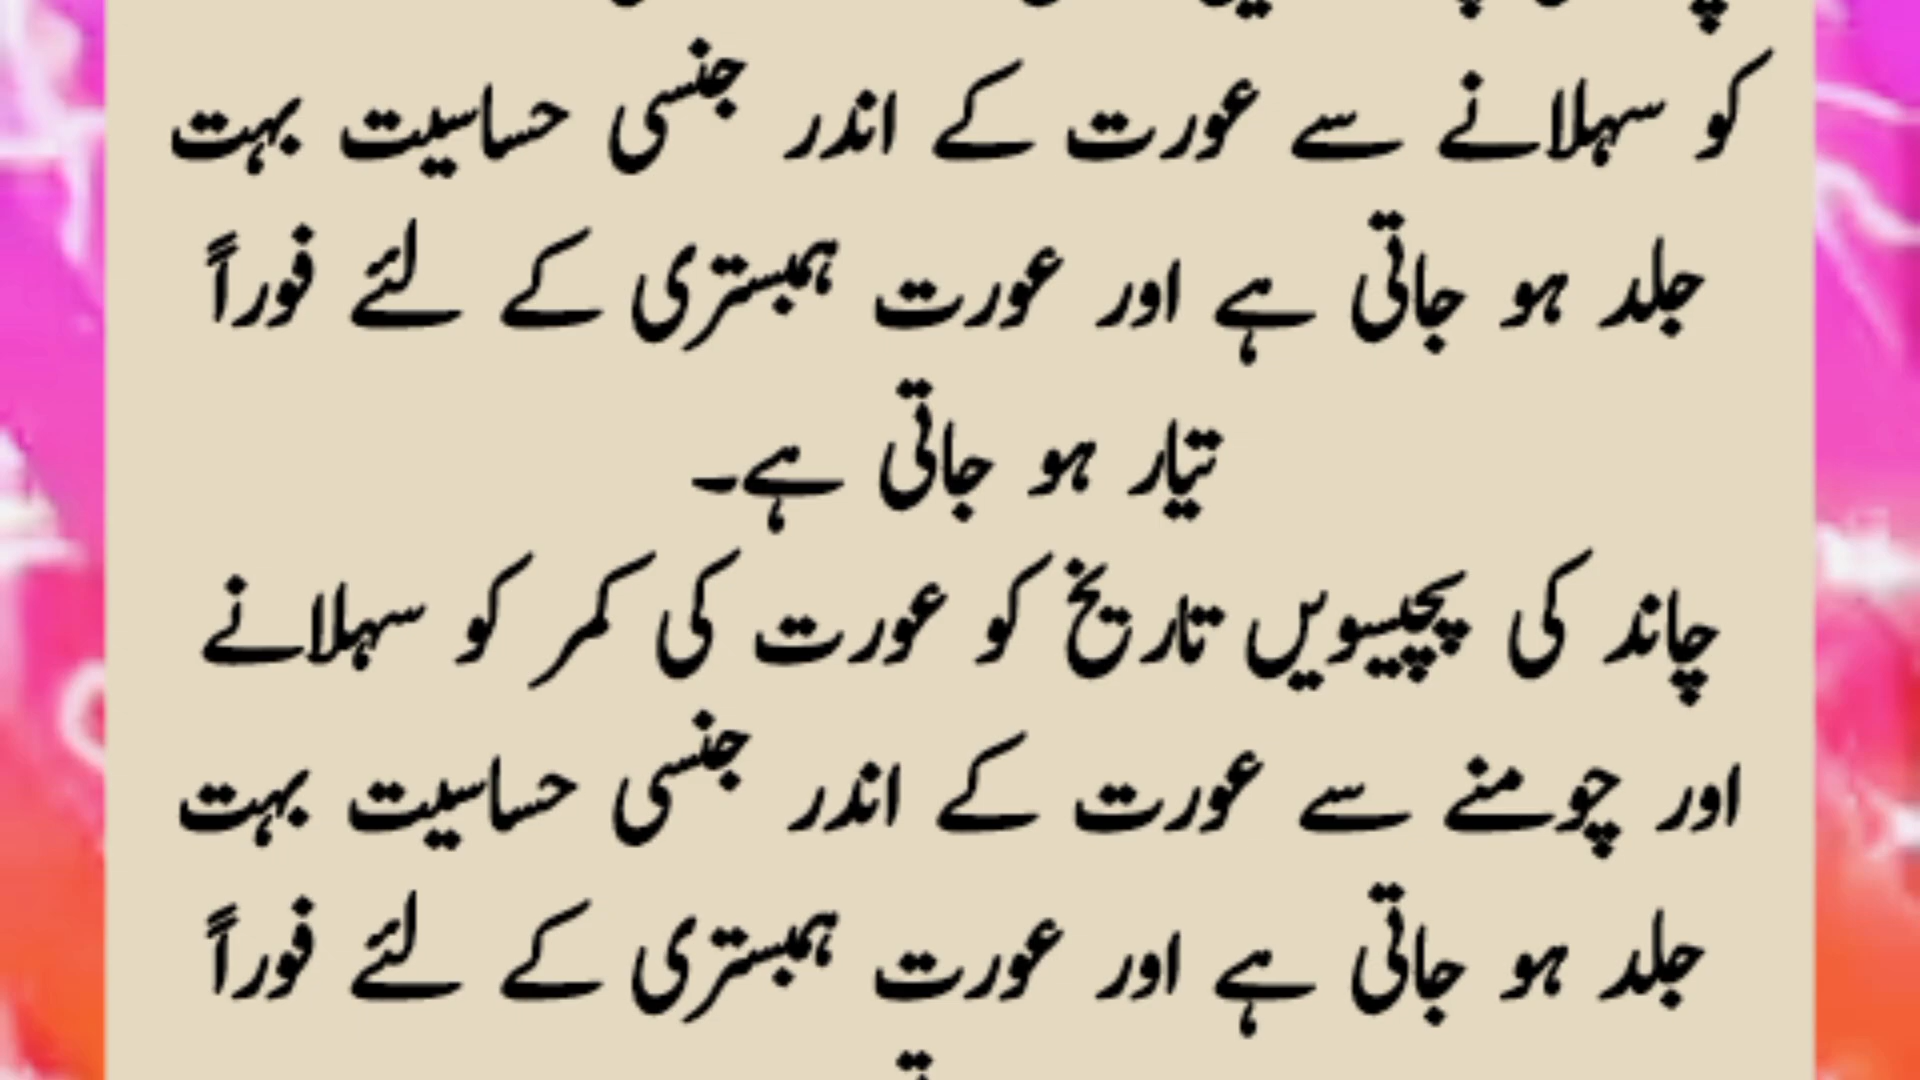 کو سہلانے سے عورت کے اندر جنسی حساسیت بہت
جلد ہو جاتی ہے اور عورت ہمبستری کے لئے فوراً
تیار ہو جاتی ہے۔
چاند کی پچیسویں تاریخ کو عورت کی کمر کو سہلانے
اور چومنے سے عورت کے اندر جنسی حساسیت بہت
جلد ہو جاتی ہے اور عورت ہمبستری کے لئے فوراً